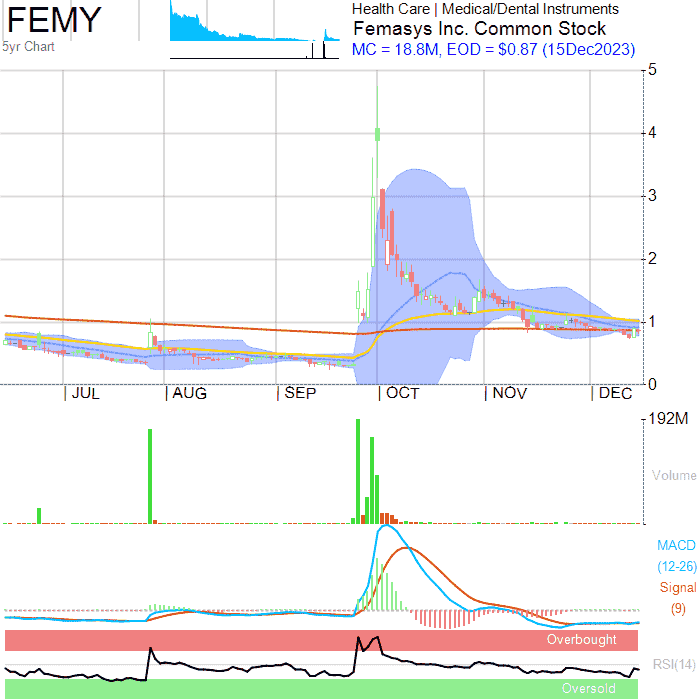 FEMY
5yr Chart
Health Care | Medical/Dental Instruments
Femasys Inc. Common Stock
MC = 18.8M, EOD = $0.87 (15Dec2023)
5
4
3
2
1
0
JUL AUG SEP OCT NOV DEC
192M
Volume
MACD
(12-26)
Signal
(9)
Overbought
RSI(14)
Oversold